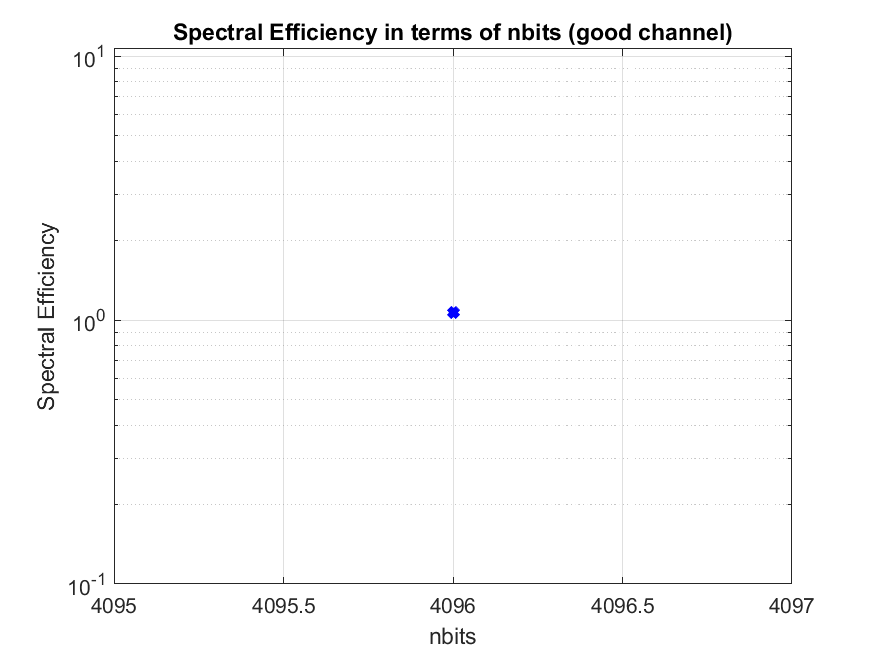 Spectral Efficiency in terms of nbits (good channel)
10^1
10^0
10^-1
Spectral Efficiency
4095 4095.5 4096 4096.5 4097
nbits